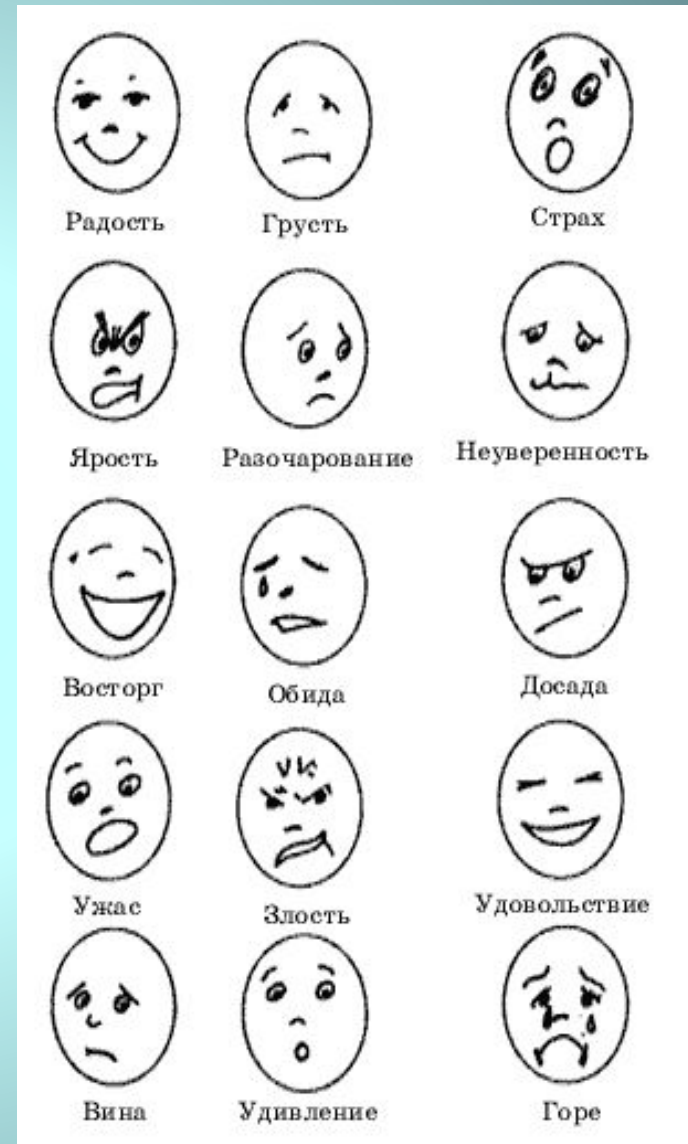 Радость Грусть Страх
Ярость Разочарование Неуверенность
Восторг Обида Досада
Ужас Злость Удовольствие
Вина Удивление Горе